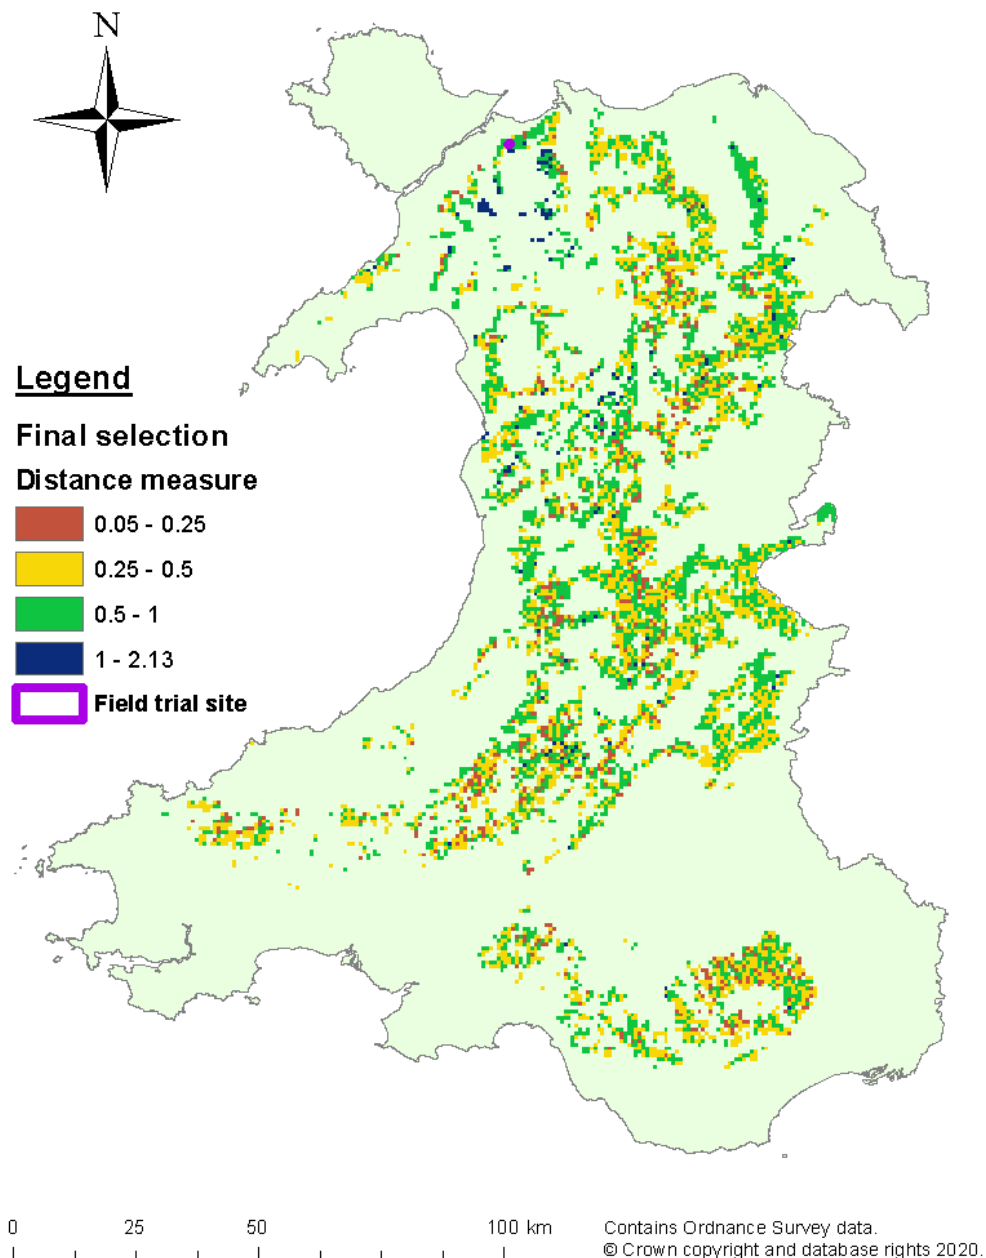 N
Legend
Final selection
Distance measure
0.05 - 0.25
0.25 - 0.5
0.5 - 1
1 - 2.13
Field trial site
0 25 50 100 km
Contains Ordnance Survey data.
© Crown copyright and database rights 2020.